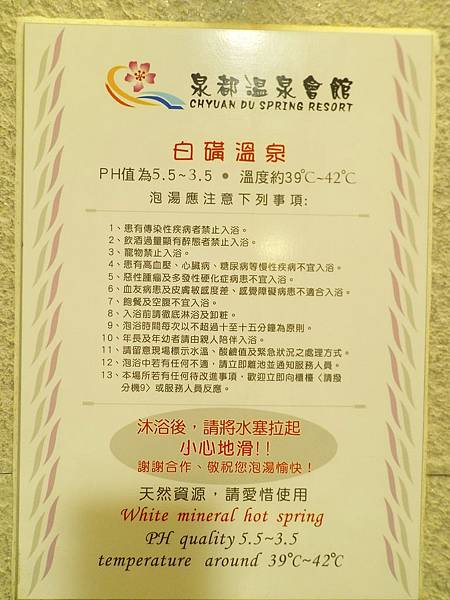 泉都溫泉會館
CHYUAN DU SPRING RESORT
白磺溫泉
PH值為5.5~3.5 ● 溫度約39℃~42℃
泡湯應注意下列事項:
1、患有傳染性疾病者禁止入浴。
2、飲酒過量顯有醉態者禁止入浴。
3、寵物禁止入浴。
4、患有高血壓、心臟病、糖尿病等慢性疾病不宜入浴。
5、惡性腫瘤及多發性硬化症病患不宜入浴。
6、血友病患及皮膚敏感度差、感覺障礙病患不適合入浴。
7、飽餐及空腹不宜入浴。
8、入浴前請徹底淋浴及卸粧。
9、泡浴時間每次以不超過十至十五分鐘為原則。
10、年長及年幼者請由親人陪伴入浴。
11、請留意現場標示水溫、酸鹼值及緊急狀況之處理方式。
12、泡浴中若有任何不適，請立即離池並通知服務人員。
13、本場所若有任何待改進事項，歡迎立即向櫃檯〈請撥
分機9〉或服務人員反應。
沐浴後，請將水塞拉起
小心地滑!!
謝謝合作、敬祝您泡湯愉快！
天然資源，請愛惜使用
White mineral hot spring
PH quality 5.5~3.5
temperature around 39℃~42℃